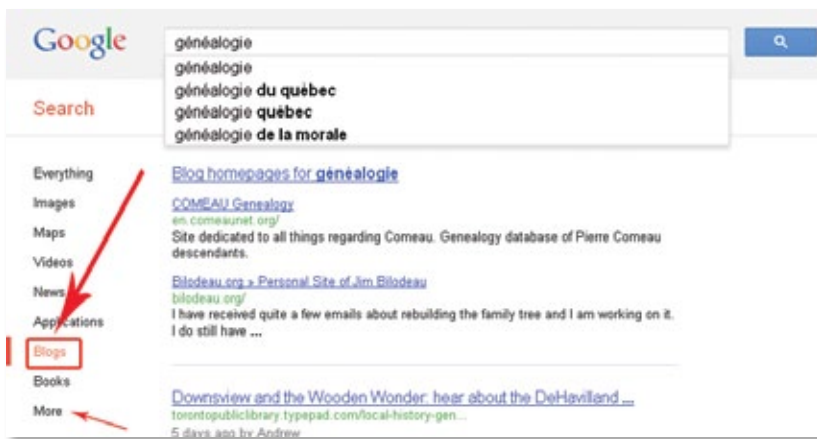 Google
généalogie
généalogie
généalogie du québec
généalogie québec
généalogie de la morale
Search
Everything
Images
Maps
Videos
News
Applications
Blogs
Books
More
Blog homepages for généalogie
COMEAU Genealogy
en.comeaunet.org/
Site dedicated to all things regarding Comeau. Genealogy database of Pierre Comeau
descendants.
Bilodeau.org » Personal Site of Jim Bilodeau
bilodeau.org/
I have received quite a few emails about rebuilding the family tree and I am working on it.
I do still have ...
Downsview and the Wooden Wonder: hear about the DeHavilland ...
torontopubliclibrary.typepad.com/local-history-gen...
5 days ago by Andrew